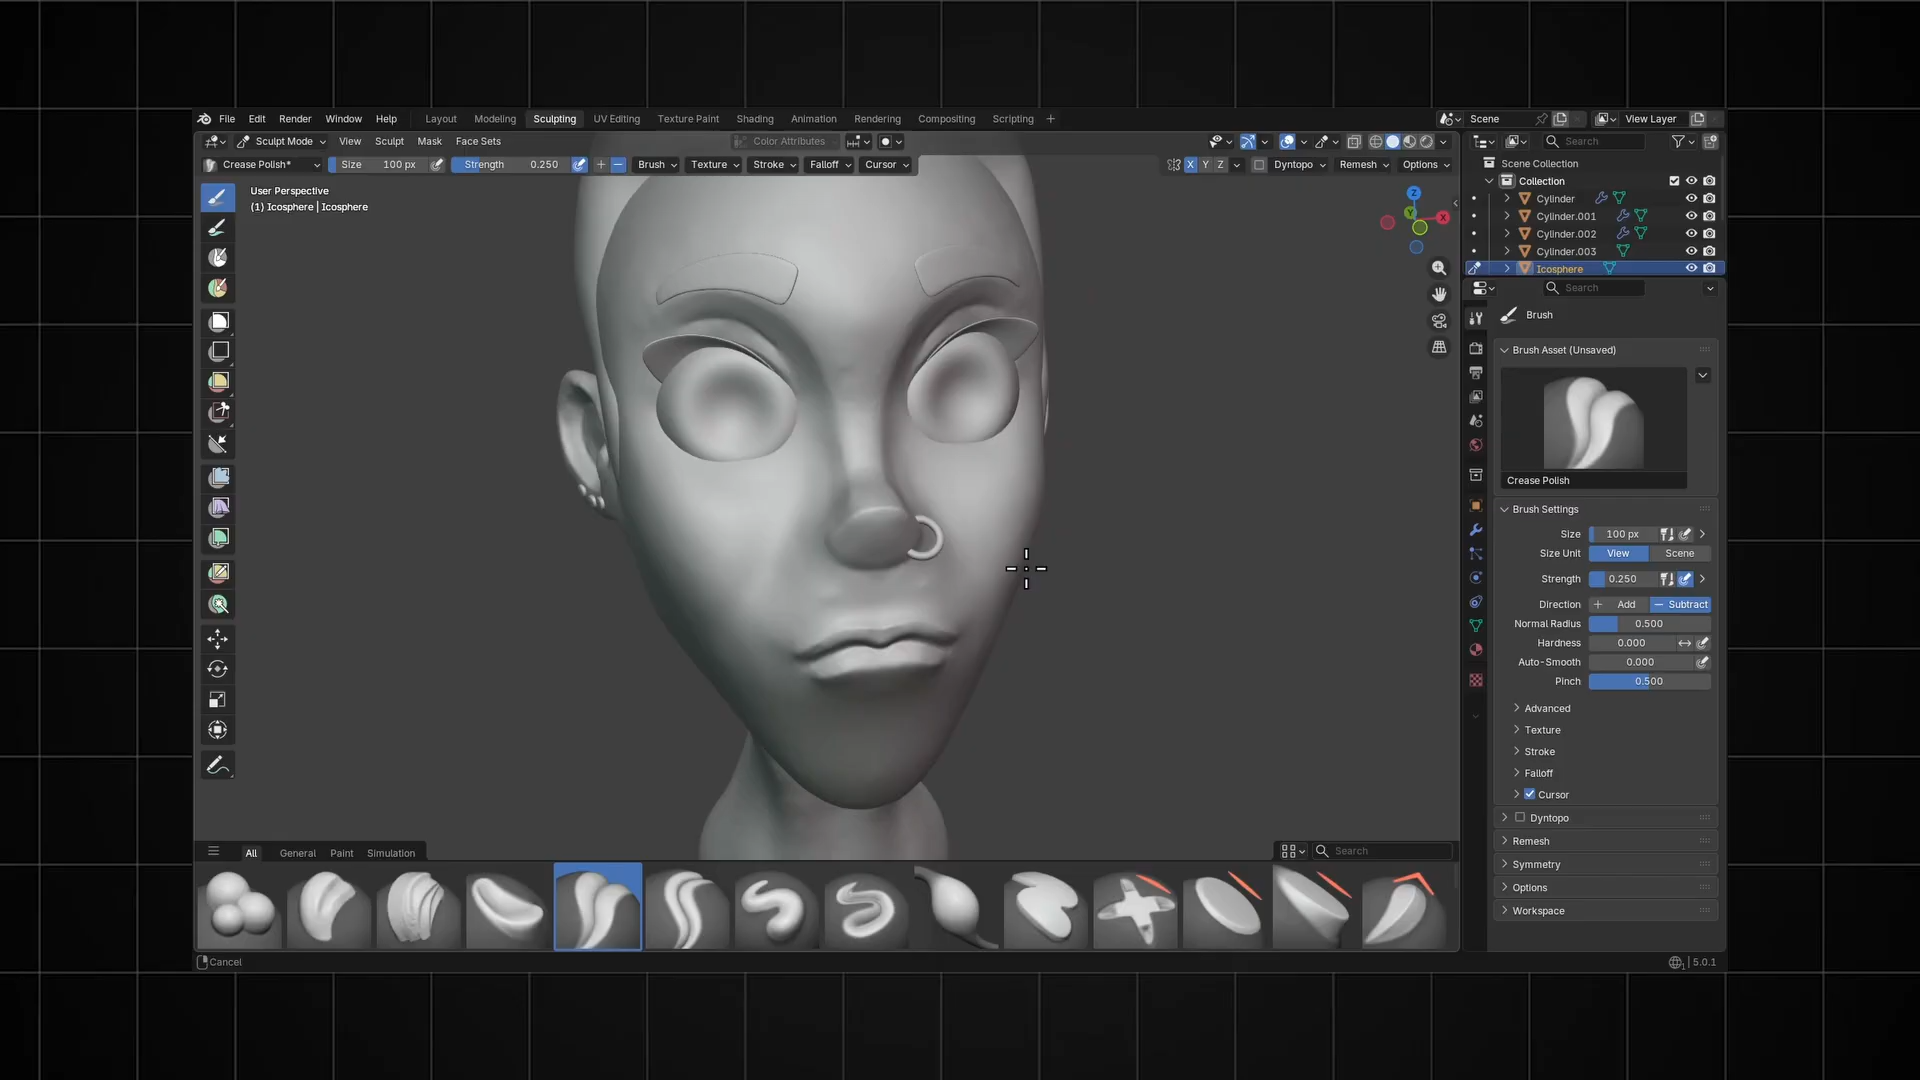 File Edit Render Window Help Layout Modeling Sculpting UV Editing Texture Paint Shading Animation Rendering Compositing Scripting + Scene View Layer
Sculpt Mode View Sculpt Mask Face Sets Color Attributes Search
Crease Polish* Size 100 px Strength 0.250 Brush Texture Stroke Falloff Cursor X Y Z Dyntopo Remesh Options
User Perspective
(1) Icosphere | Icosphere
Z
Y
X
Scene Collection
Collection
Cylinder
Cylinder.001
Cylinder.002
Cylinder.003
Icosphere
Search
Brush
Brush Asset (Unsaved)
Crease Polish
Brush Settings
Size 100 px
Size Unit View Scene
Strength 0.250
Direction Add Subtract
Normal Radius 0.500
Hardness 0.000
Auto-Smooth 0.000
Pinch 0.500
Advanced
Texture
Stroke
Falloff
Cursor
Dyntopo
Remesh
Symmetry
Options
Workspace
All General Paint Simulation Search
Cancel 5.0.1